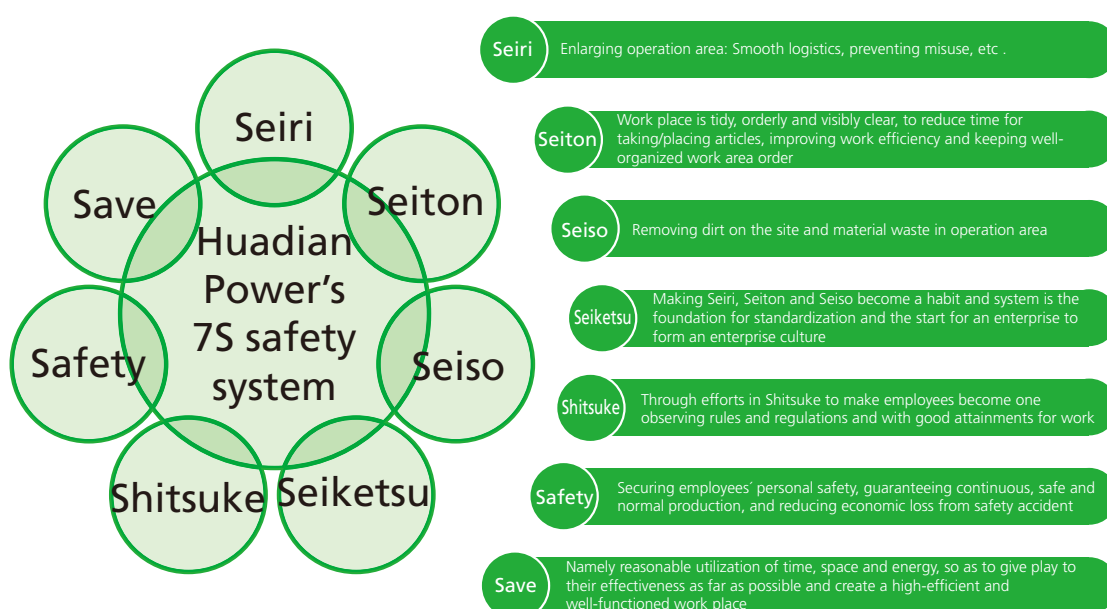 Seiri
Seiton
Seiso
Seiketsu
Shitsuke
Safety
Save
Huadian
Power’s
7S safety
system
Seiri
Enlarging operation area: Smooth logistics, preventing misuse, etc .
Seiton
Work place is tidy, orderly and visibly clear, to reduce time for
taking/placing articles, improving work efficiency and keeping well-
organized work area order
Seiso
Removing dirt on the site and material waste in operation area
Seiketsu
Making Seiri, Seiton and Seiso become a habit and system is the
foundation for standardization and the start for an enterprise to
form an enterprise culture
Shitsuke
Through efforts in Shitsuke to make employees become one
observing rules and regulations and with good attainments for work
Safety
Securing employees´ personal safety, guaranteeing continuous, safe and
normal production, and reducing economic loss from safety accident
Save
Namely reasonable utilization of time, space and energy, so as to give play to
their effectiveness as far as possible and create a high-efficient and
well-functioned work place